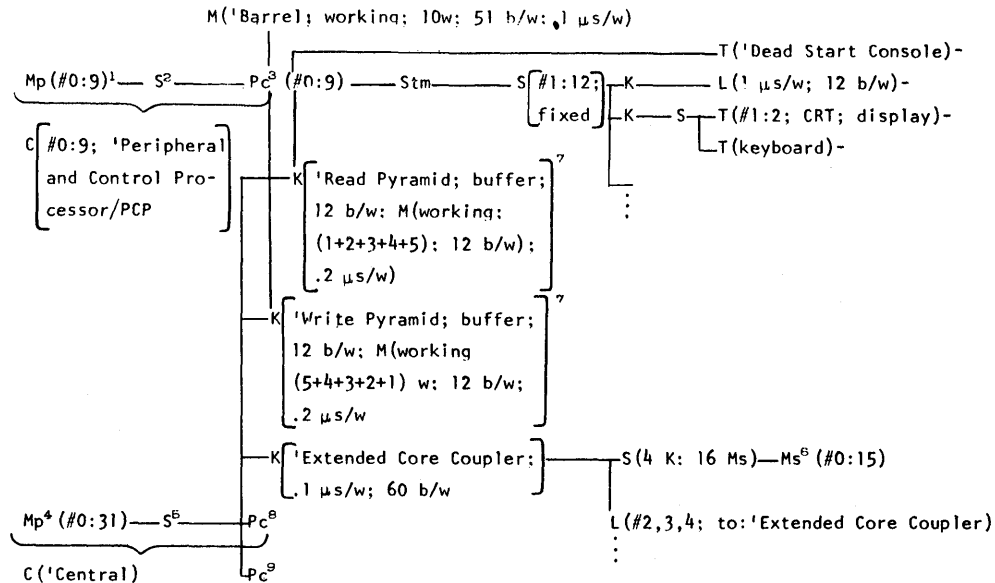 M('Barrel; working; 10w; 51 b/w; .1 μs/w)
T('Dead Start Console)-
Mp(#0:9)¹— S²— Pc³ (#0:9) — Stm — S[#1:12; fixed] K — L(1 μs/w; 12 b/w)-
K — S — T(#1:2; CRT; display)-
T(keyboard)-
C[#0:9; 'Peripheral
and Control Pro-
cessor/PCP
K['Read Pyramid; buffer;
12 b/w: M(working;
(1+2+3+4+5); 12 b/w);
.2 μs/w)]⁷
K['Write Pyramid; buffer;
12 b/w; M(working
(5+4+3+2+1) w: 12 b/w;
.2 μs/w]⁷
K['Extended Core Coupler;
.1 μs/w; 60 b/w]
S(4 K: 16 Ms)—Ms⁶ (#0:15)
L(#2,3,4; to:'Extended Core Coupler)
Mp⁴(#0:31)—S⁵—Pc⁸
C('Central)
Pc⁹